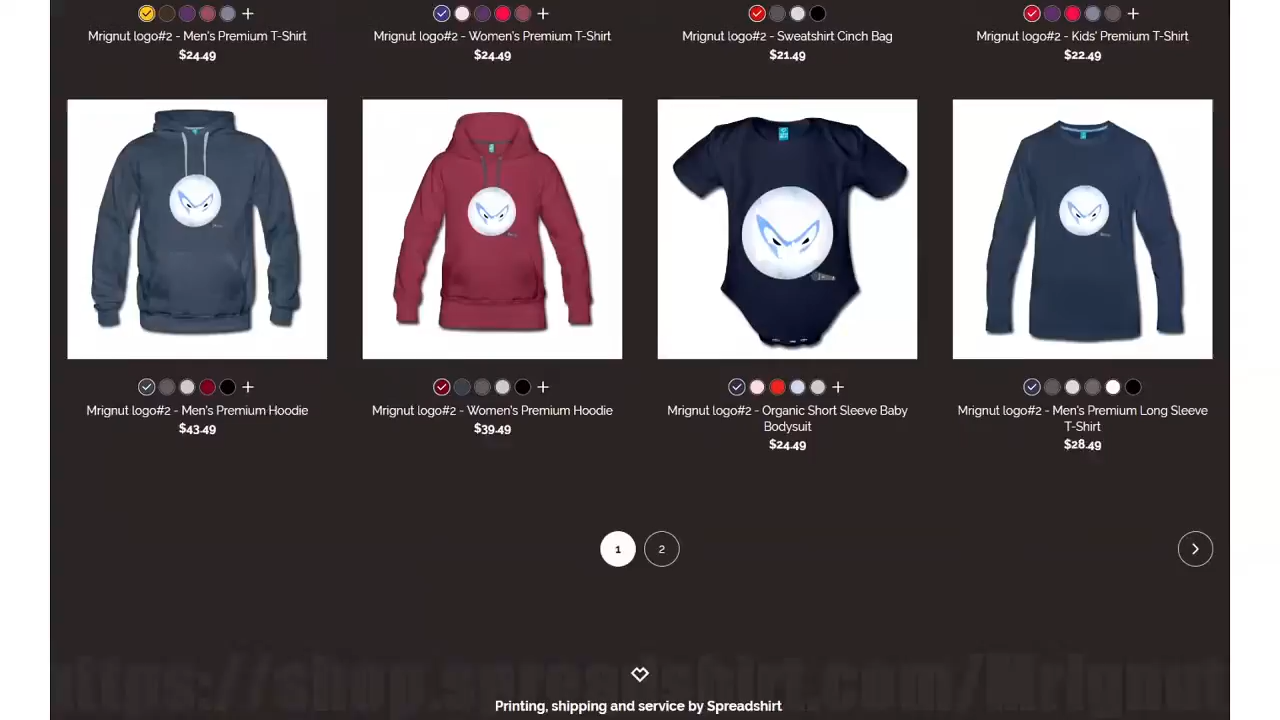 Mrignut logo#2 - Men's Premium T-Shirt
$24.49
Mrignut logo#2 - Women's Premium T-Shirt
$24.49
Mrignut logo#2 - Sweatshirt Cinch Bag
$21.49
Mrignut logo#2 - Kids' Premium T-Shirt
$22.49
Mrignut logo#2 - Men's Premium Hoodie
$43.49
Mrignut logo#2 - Women's Premium Hoodie
$39.49
Mrignut logo#2 - Organic Short Sleeve Baby
Bodysuit
$24.49
Mrignut logo#2 - Men's Premium Long Sleeve
T-Shirt
$28.49
1
2
https://shop.spreadshirt.com/Mrignut
Printing, shipping and service by Spreadshirt